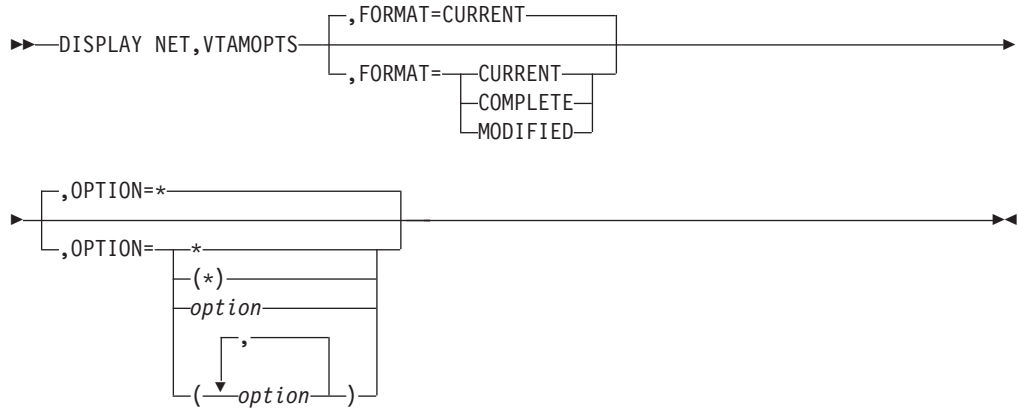 ,FORMAT=CURRENT
DISPLAY NET,VTAMOPTS
,FORMAT= CURRENT
COMPLETE
MODIFIED
,OPTION=*
,OPTION= *
(*)
option
,
( option )